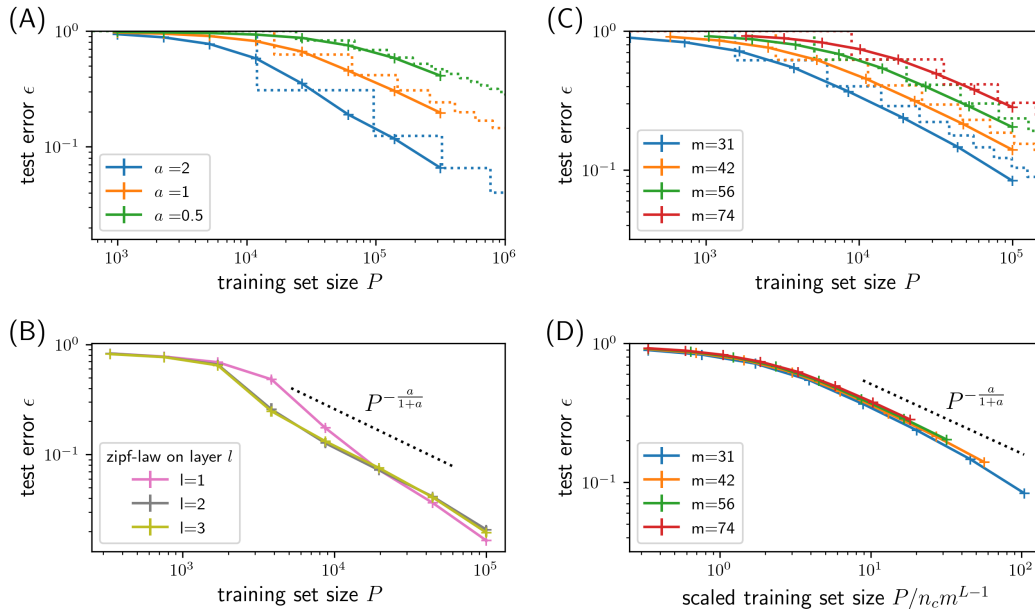 (A)
10^0
10^{-1}
test error ϵ
a =2
a =1
a =0.5
10^3
10^4
10^5
10^6
training set size P
(C)
10^0
10^{-1}
test error ϵ
m=31
m=42
m=56
m=74
10^3
10^4
10^5
training set size P
(B)
10^0
10^{-1}
test error ϵ
P^{-\frac{a}{1+a}}
zipf-law on layer l
l=1
l=2
l=3
10^3
10^4
10^5
training set size P
(D)
10^0
10^{-1}
test error ϵ
P^{-\frac{a}{1+a}}
m=31
m=42
m=56
m=74
10^0
10^1
10^2
scaled training set size P/n_c m^{L-1}